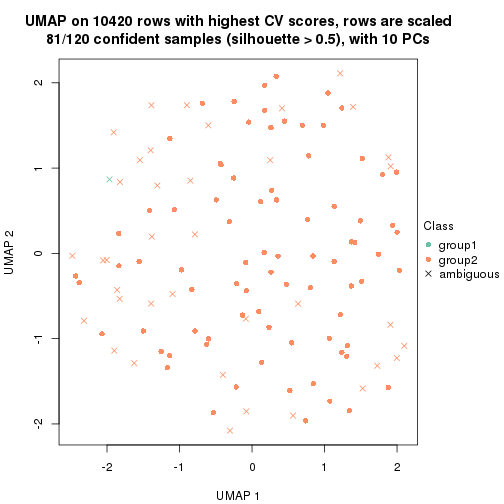 UMAP on 10420 rows with highest CV scores, rows are scaled
81/120 confident samples (silhouette > 0.5), with 10 PCs
2
1
0
-1
-2
UMAP 2
-2
-1
0
1
2
UMAP 1
Class
group1
group2
ambiguous